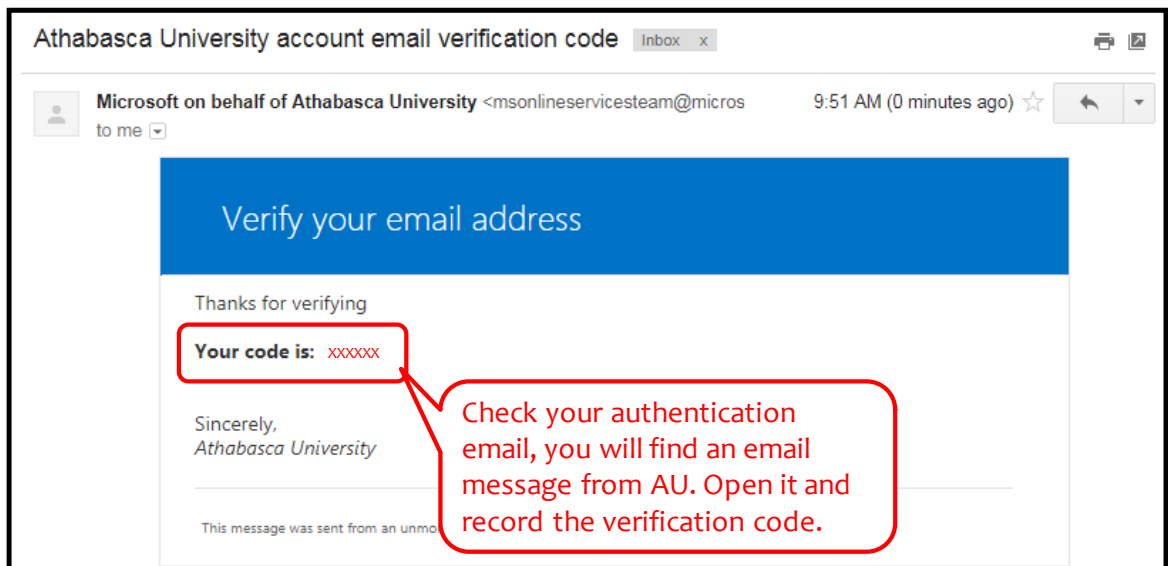 Athabasca University account email verification code Inbox x
Microsoft on behalf of Athabasca University <msonlineservicesteam@micros 9:51 AM (0 minutes ago)
to me
Verify your email address
Thanks for verifying
Your code is: xxxxxx
Check your authentication
email, you will find an email
message from AU. Open it and
record the verification code.
Sincerely,
Athabasca University
This message was sent from an unmo